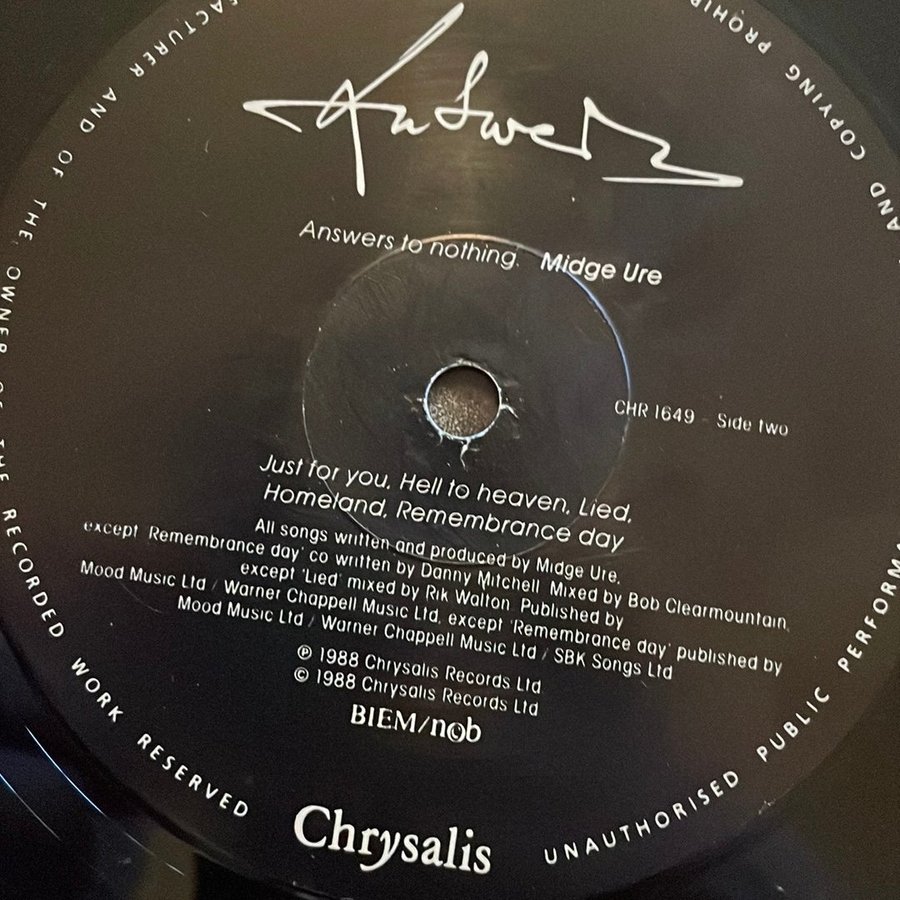 Answers
Answers to nothing. Midge Ure
CHR 1649 - Side two
Just for you, Hell to heaven, Lied,
Homeland, Remembrance day
All songs written and produced by Midge Ure,
except 'Remembrance day' co written by Danny Mitchell. Mixed by Bob Clearmountain,
except 'Lied' mixed by Rik Walton. Published by
Mood Music Ltd / Warner Chappell Music Ltd, except 'Remembrance day' published by
Mood Music Ltd / Warner Chappell Music Ltd / SBK Songs Ltd
℗ 1988 Chrysalis Records Ltd
© 1988 Chrysalis Records Ltd
BIEM/ncb
Chrysalis
AND OF THE OWNER OF THE RECORDED WORK RESERVED
UNAUTHORISED PUBLIC
AND COPYING